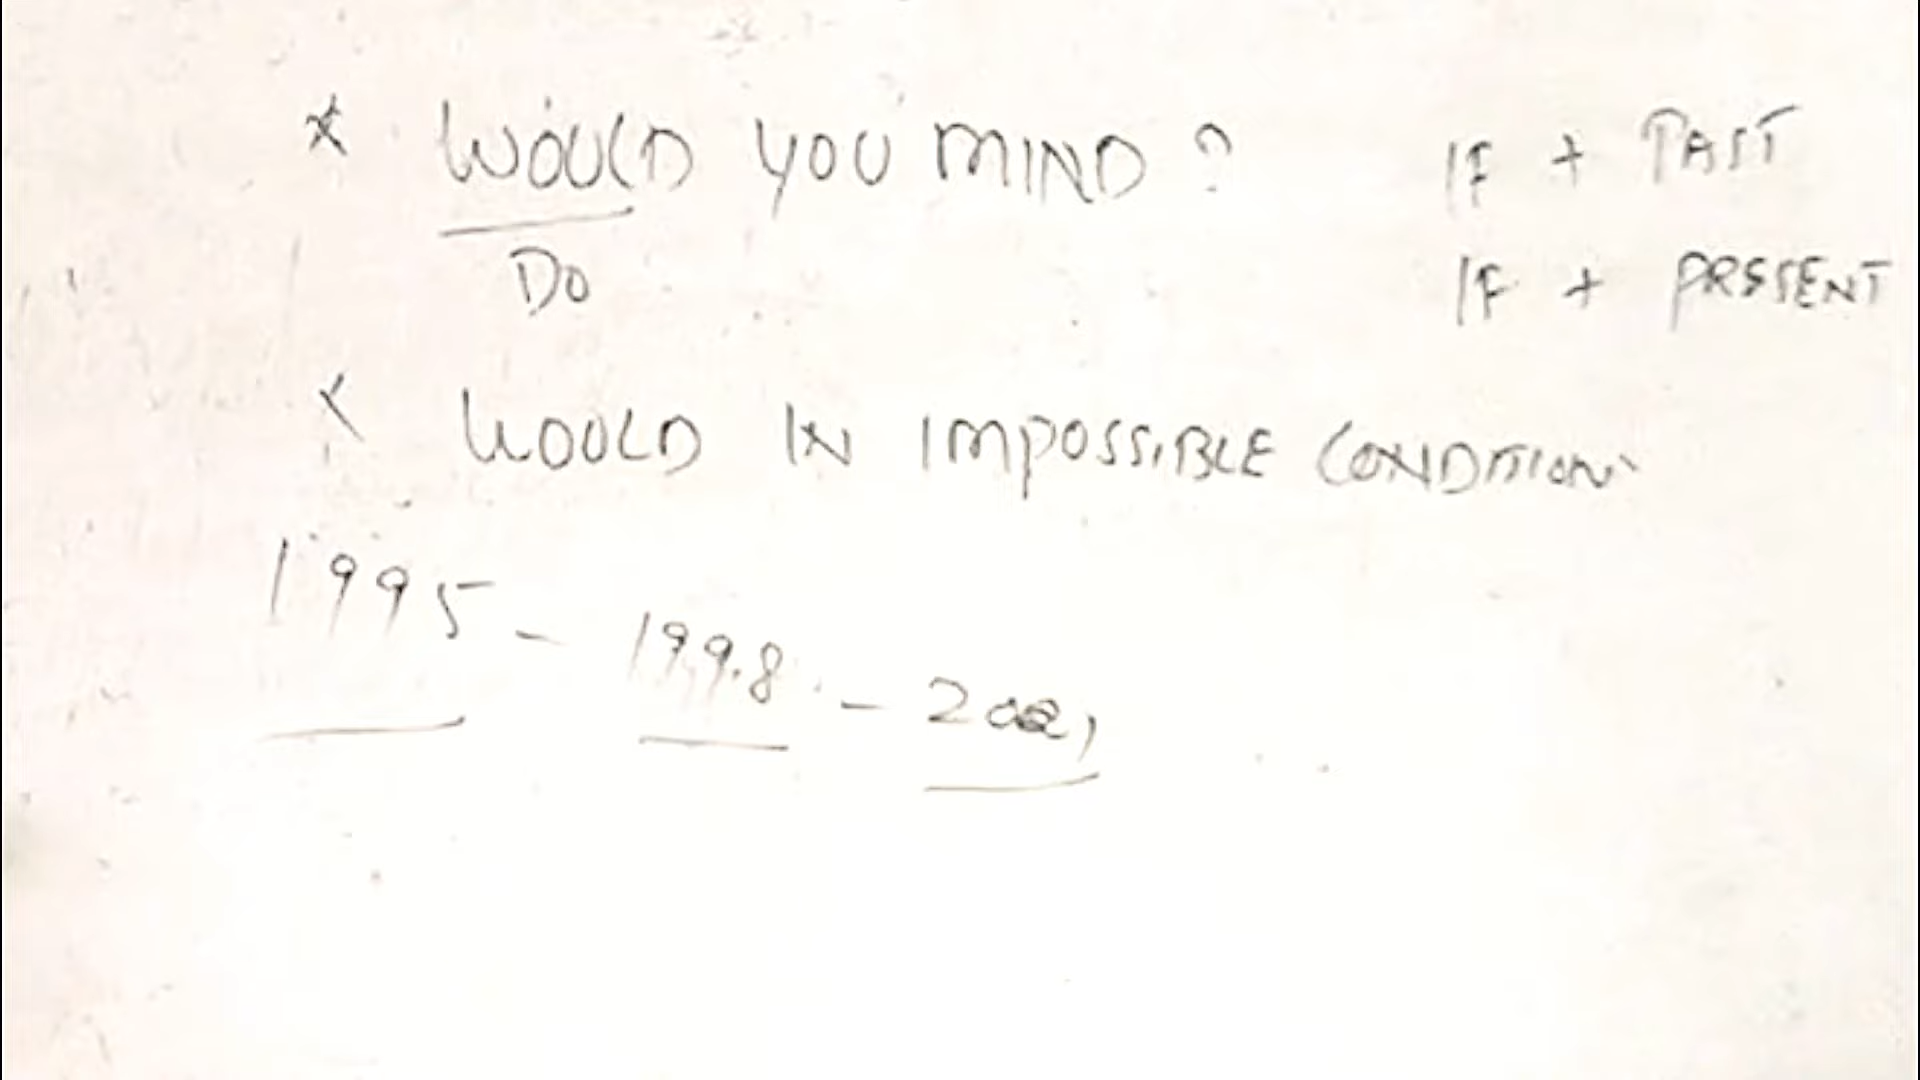 * WOULD YOU MIND? IF + PAST
DO IF + PRESENT
WOULD IN IMPOSSIBLE CONDITION
1995 - 1998 -